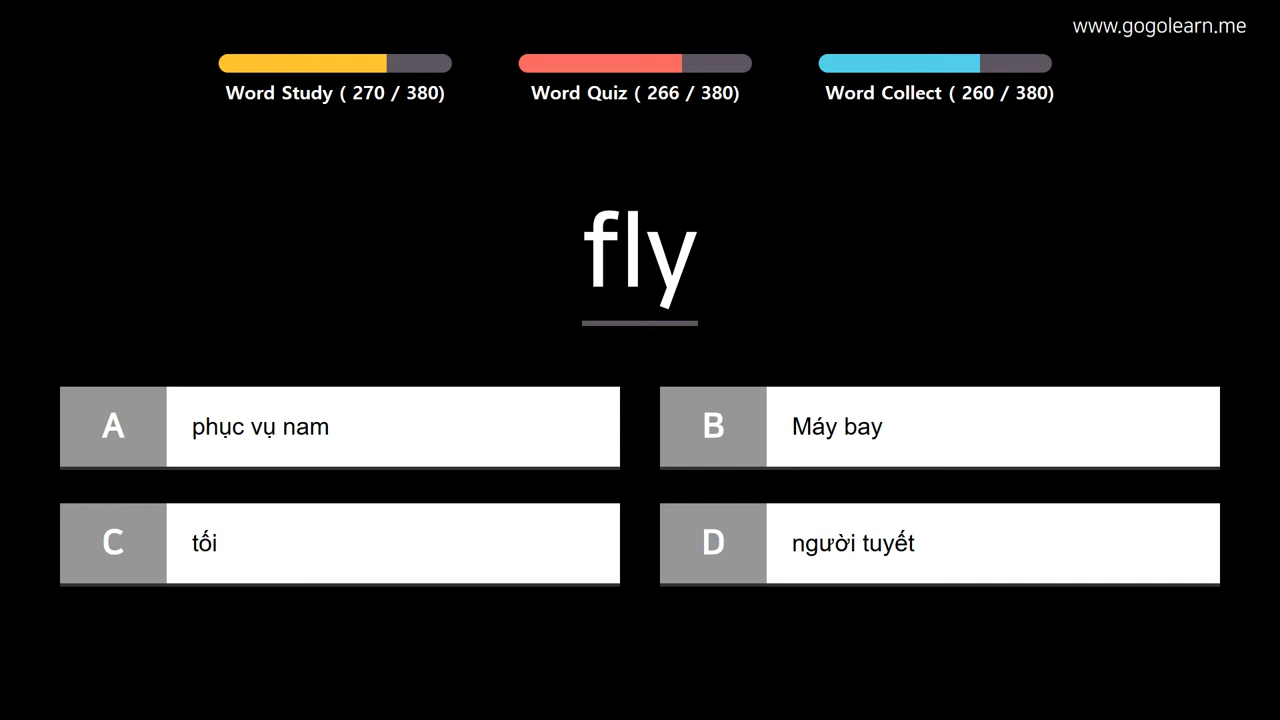 www.gogolearn.me
Word Study ( 270 / 380)
Word Quiz ( 266 / 380)
Word Collect ( 260 / 380)
fly
A phục vụ nam
B Máy bay
C tối
D người tuyết